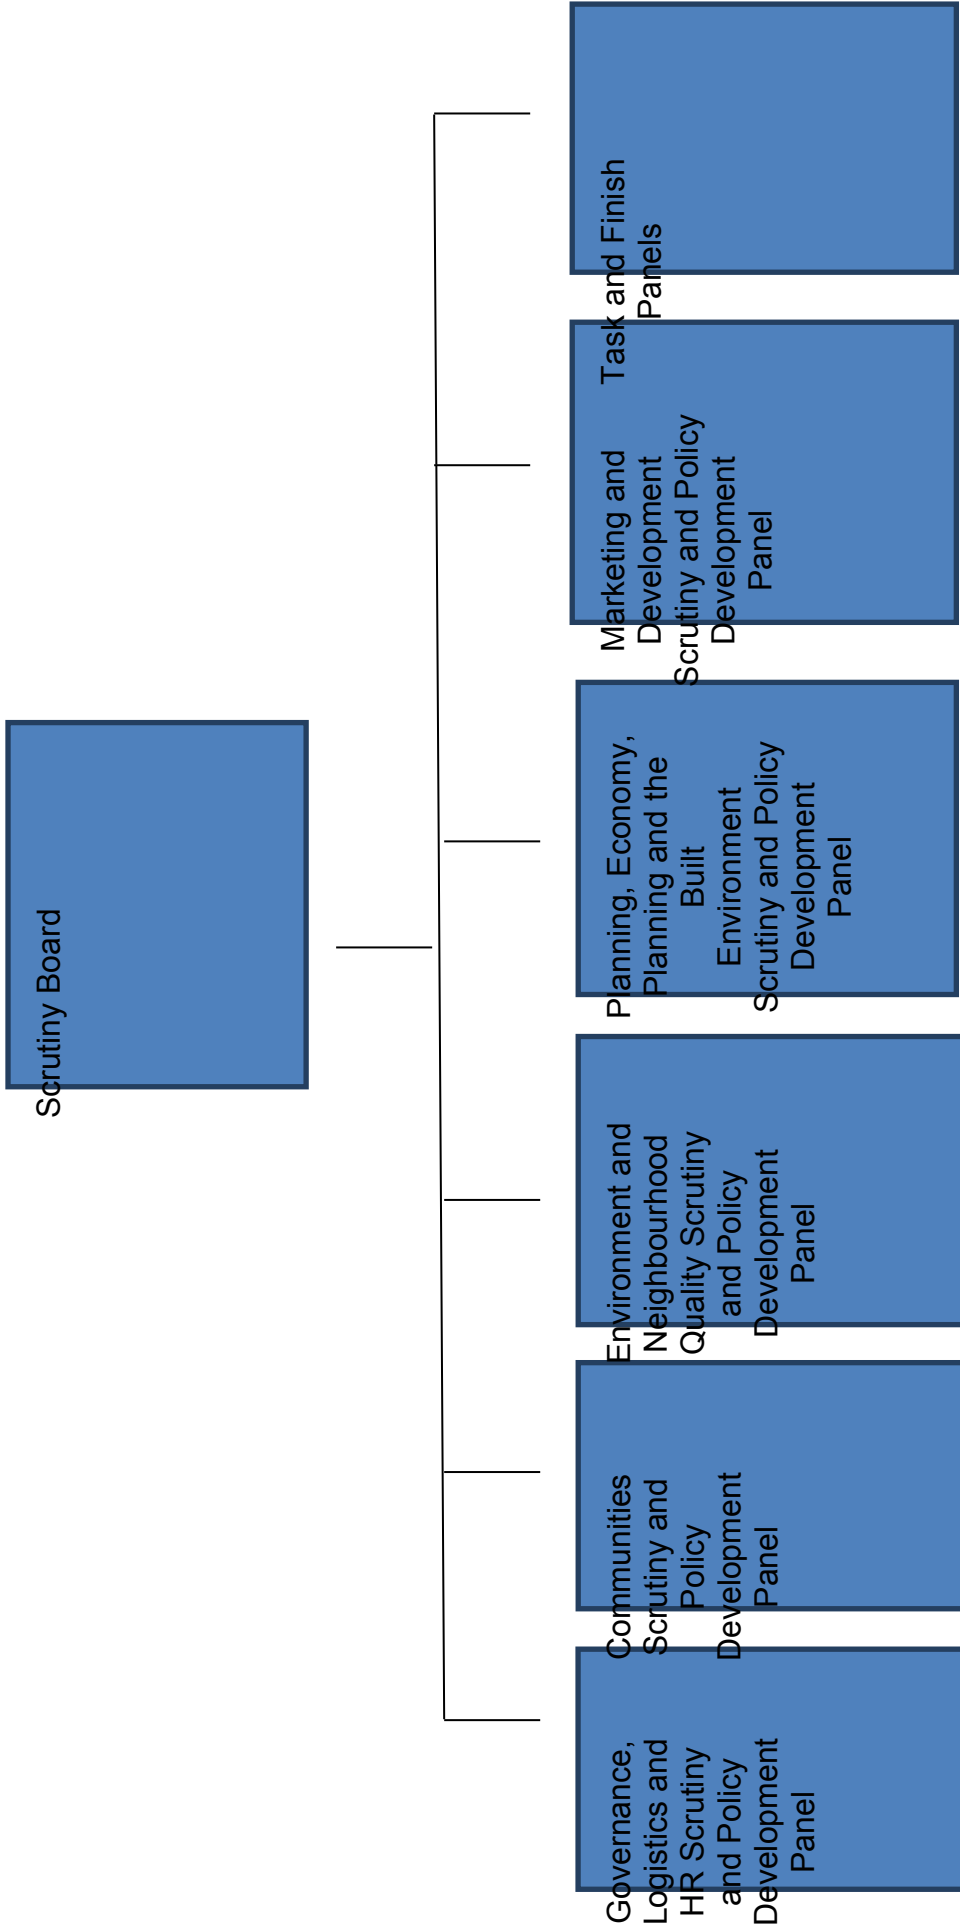 Scrutiny Board
Governance,
Logistics and
HR Scrutiny
and Policy
Development
Panel
Communities
Scrutiny and
Policy
Development
Panel
Environment and
Neighbourhood
Quality Scrutiny
and Policy
Development
Panel
Planning, Economy,
Planning and the
Built
Environment
Scrutiny and Policy
Development
Panel
Marketing and
Development
Scrutiny and Policy
Development
Panel
Task and Finish
Panels